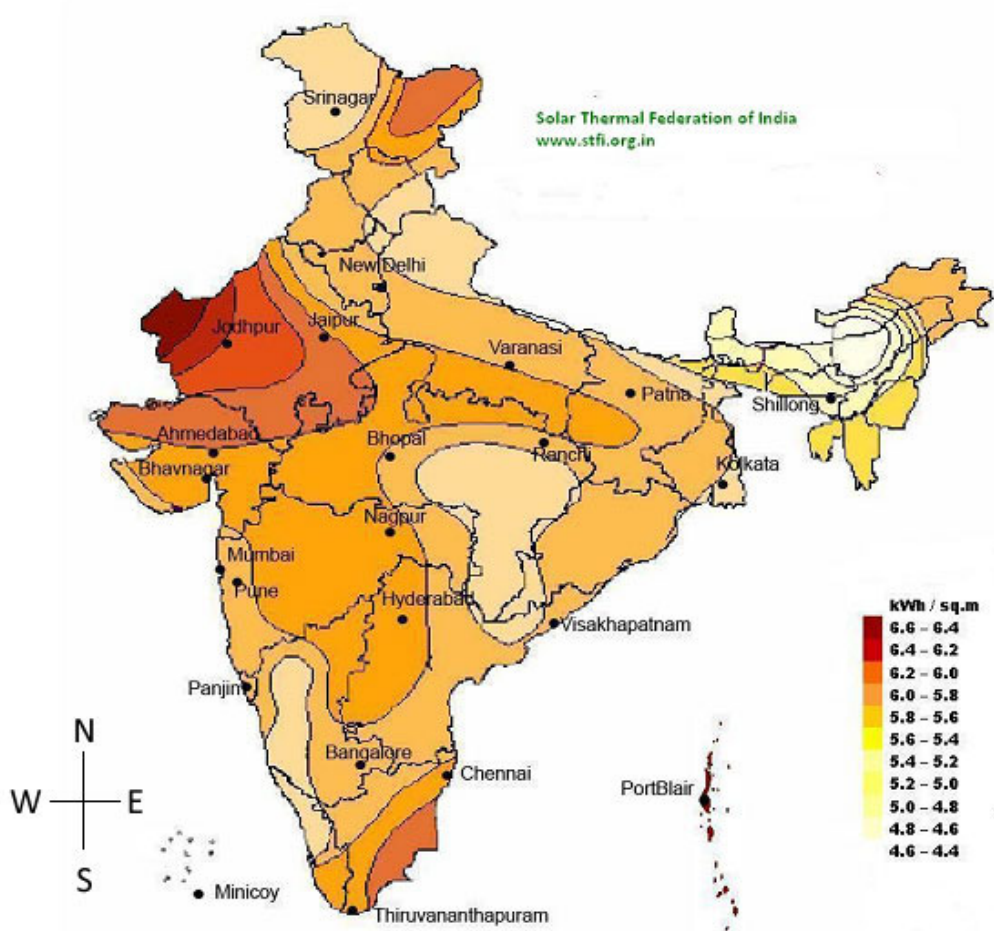 Srinagar
Solar Thermal Federation of India
www.stfi.org.in
New Delhi
Jodhpur
Jaipur
Varanasi
Patna
Shillong
Ahmedabad
Bhopal
Ranchi
Bhavnagar
Kolkata
Nagpur
Mumbai
Pune
Hyderabad
Visakhapatnam
kWh / sq.m
6.6 - 6.4
6.4 - 6.2
6.2 - 6.0
6.0 - 5.8
5.8 - 5.6
5.6 - 5.4
5.4 - 5.2
5.2 - 5.0
5.0 - 4.8
4.8 - 4.6
4.6 - 4.4
Panjin
N
W E
S
Bangalore
Chennai
PortBlair
Minicoy
Thiruvananthapuram